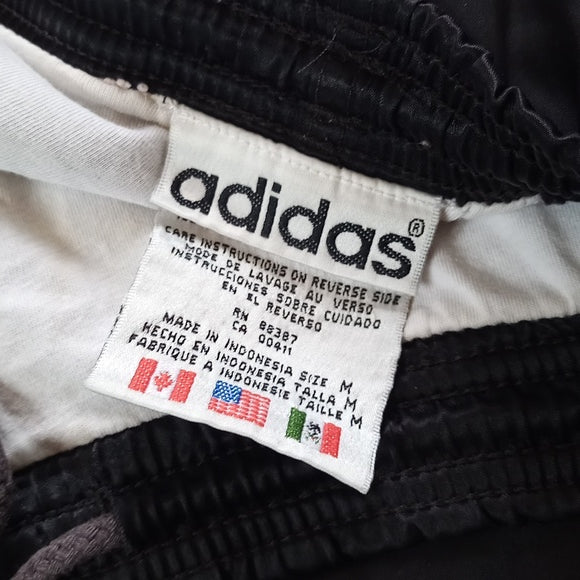 adidas®
CARE INSTRUCTIONS ON REVERSE SIDE
MODE DE LAVAGE AU VERSO
INSTRUCCIONES SOBRE CUIDADO
EN EL REVERSO
RN 88387
CA 00411
MADE IN INDONESIA SIZE M
HECHO EN INDONESIA TALLA M
FABRIQUE A INDONESIE TAILLE M